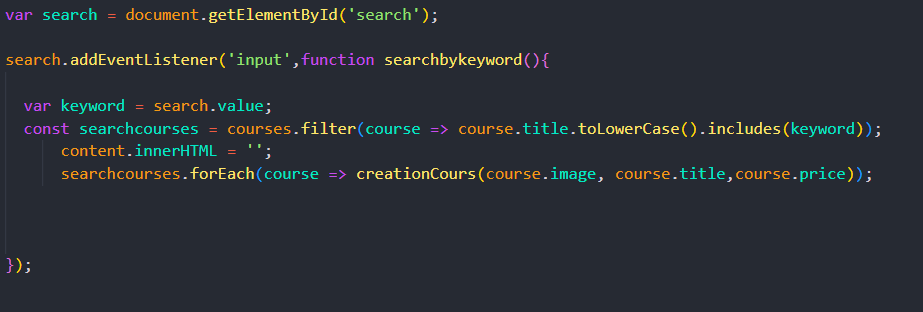 var search = document.getElementById('search');
search.addEventListener('input',function searchbykeyword(){
var keyword = search.value;
const searchcourses = courses.filter(course => course.title.toLowerCase().includes(keyword));
content.innerHTML = '';
searchcourses.forEach(course => creationCours(course.image, course.title,course.price));
});